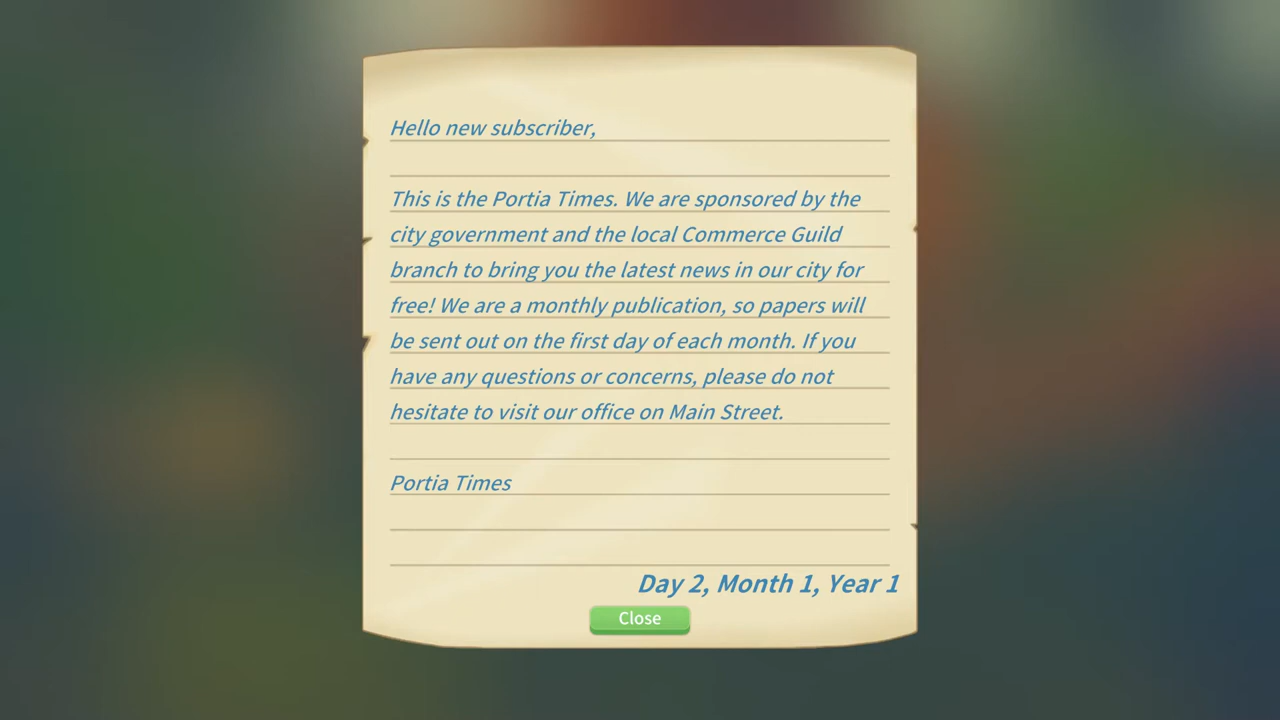 Hello new subscriber,
This is the Portia Times. We are sponsored by the
city government and the local Commerce Guild
branch to bring you the latest news in our city for
free! We are a monthly publication, so papers will
be sent out on the first day of each month. If you
have any questions or concerns, please do not
hesitate to visit our office on Main Street.
Portia Times
Day 2, Month 1, Year 1
Close